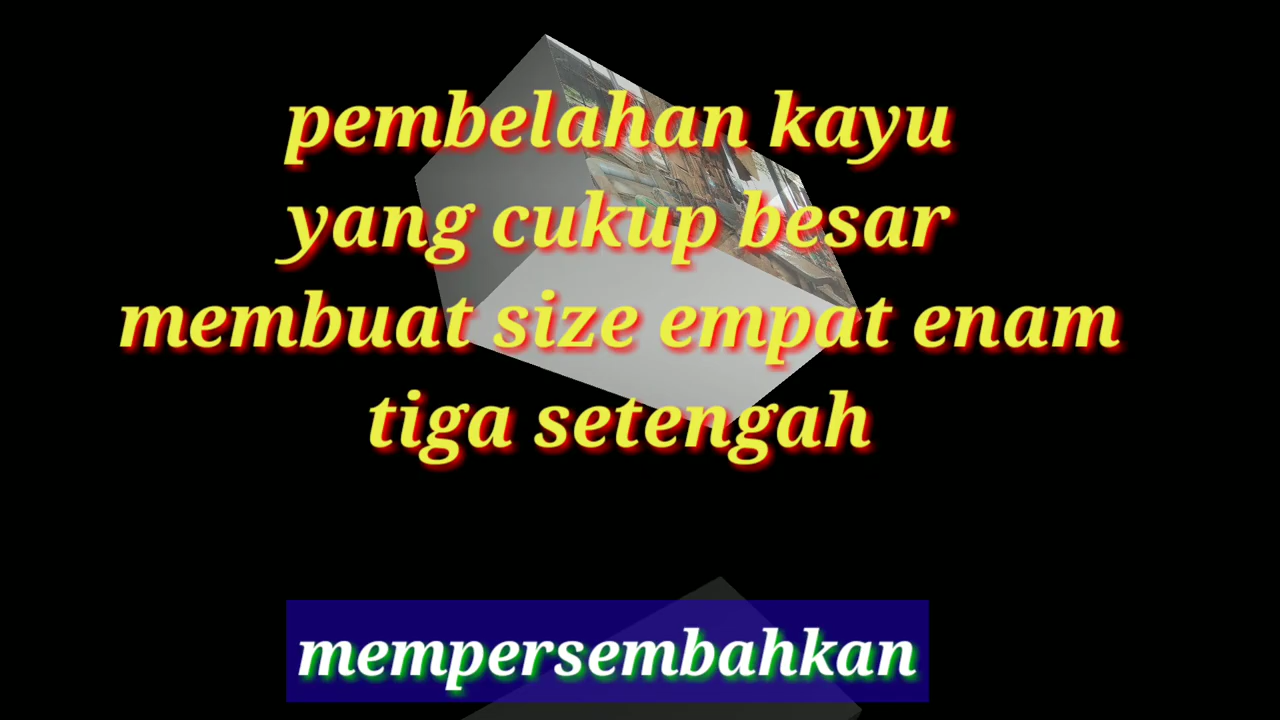 pembelahan kayu
yang cukup besar
membuat size empat enam
tiga setengah
mempersembahkan